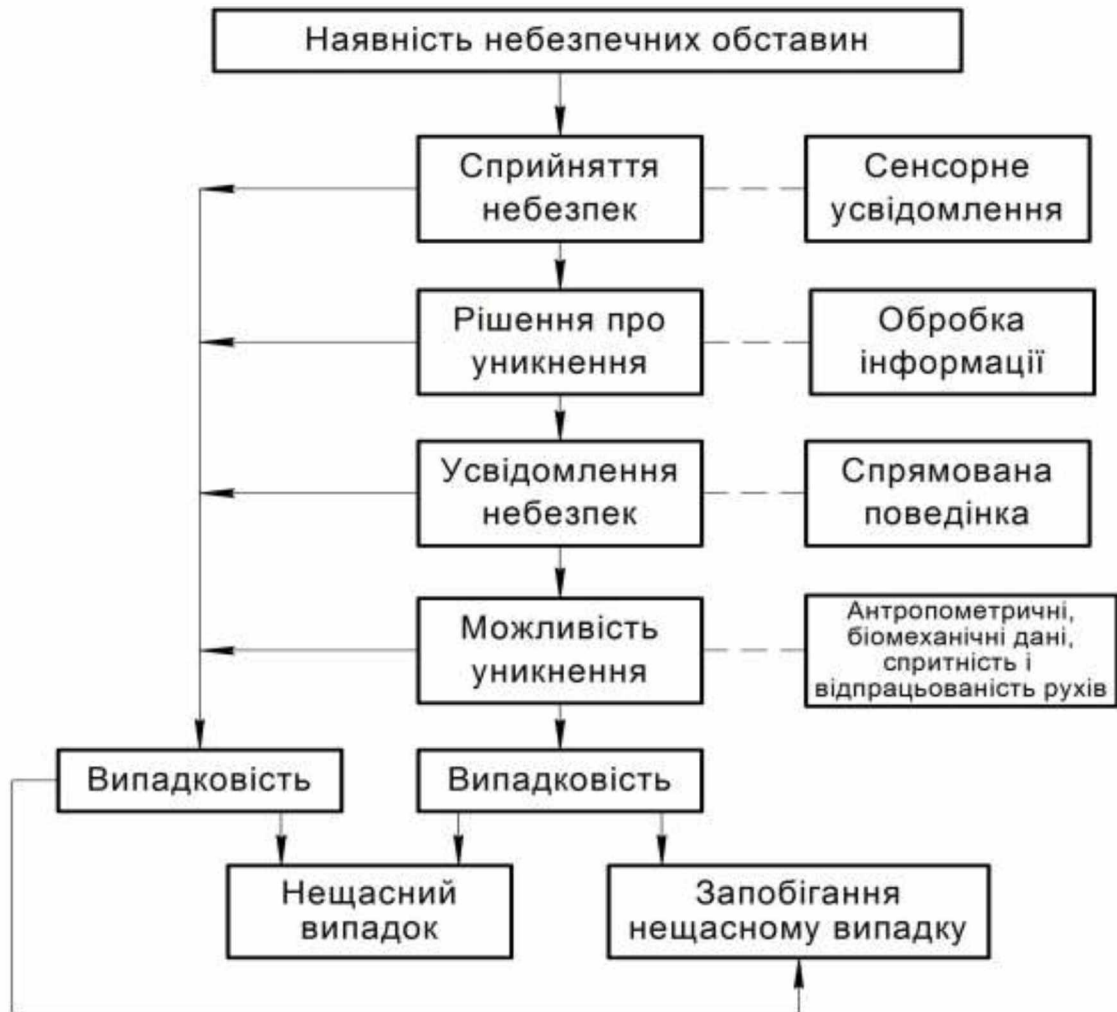 Наявність небезпечних обставин
Сприйняття
небезпек
Сенсорне
усвідомлення
Рішення про
уникнення
Обробка
інформації
Усвідомлення
небезпек
Спрямована
поведінка
Можливість
уникнення
Антропометричні,
біомеханічні дані,
спритність і
відпрацьованість рухів
Випадковість
Випадковість
Нещасний
випадок
Запобігання
нещасному випадку